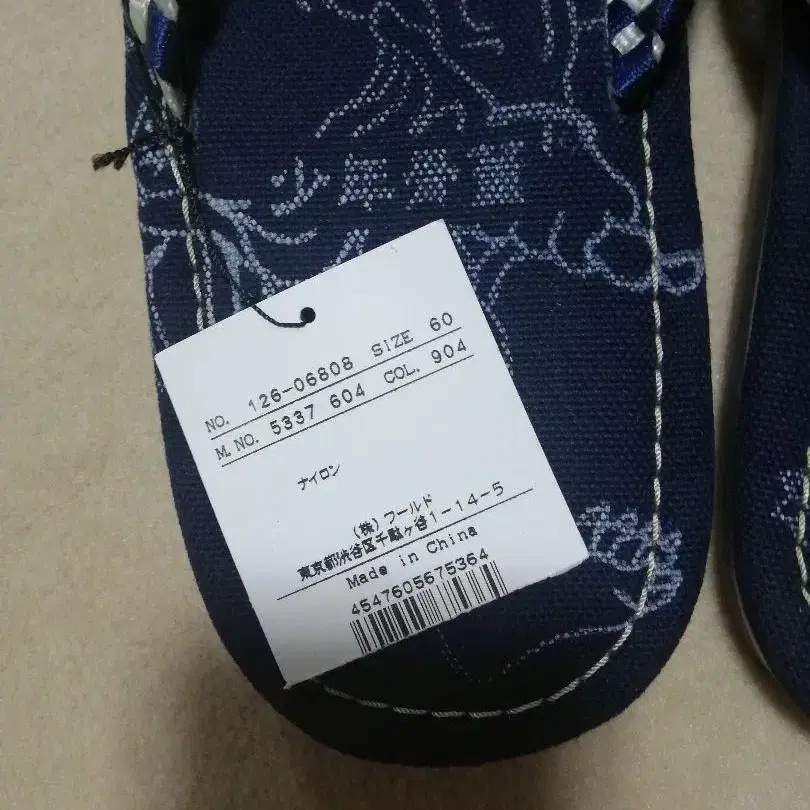 少年身重
NO. 126-06808 SIZE 60
M.NO. 5337 604 COL. 904
ナイロン
(株)ワールド
東京都渋谷区千駄ヶ谷1-14-5
Made in China
4547605675364